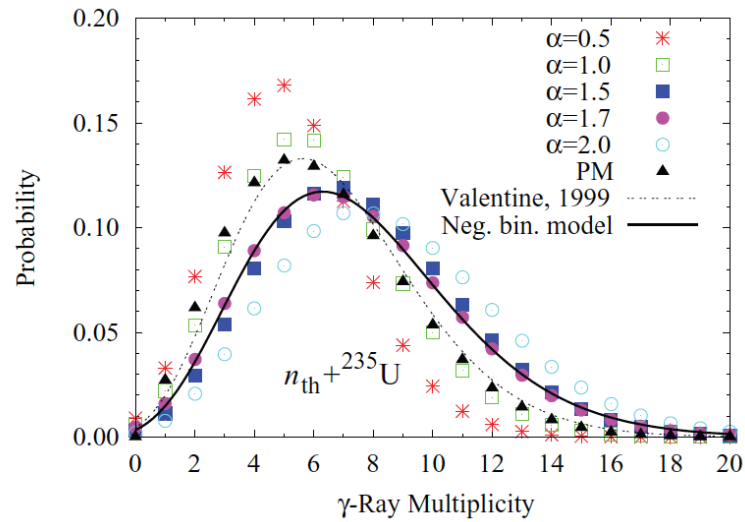 0.20
0.15
0.10
0.05
0.00
Probability
α=0.5
α=1.0
α=1.5
α=1.7
α=2.0
PM
Valentine, 1999
Neg. bin. model
nth+235U
0 2 4 6 8 10 12 14 16 18 20
γ-Ray Multiplicity